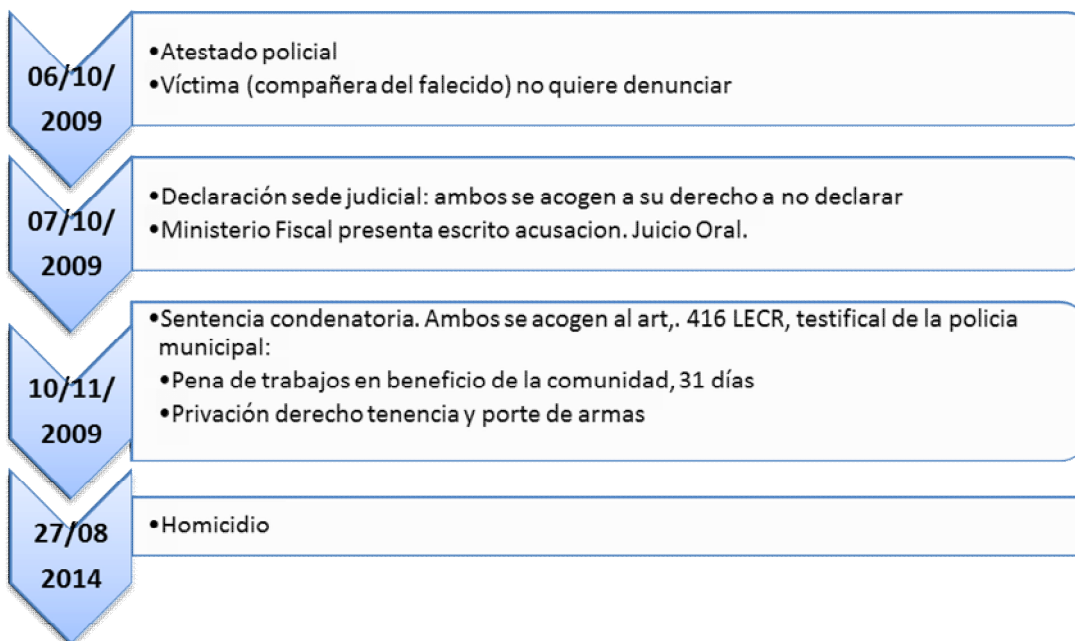 06/10/
2009
•Atestado policial
•Víctima (compañera del falecido) no quiere denunciar
07/10/
2009
•Declaración sede judicial: ambos se acogen a su derecho a no declarar
•Ministerio Fiscal presenta escrito acusacion. Juicio Oral.
10/11/
2009
•Sentencia condenatoria. Ambos se acogen al art,. 416 LECR, testifical de la policia
municipal:
•Pena de trabajos en beneficio de la comunidad, 31 días
•Privación derecho tenencia y porte de armas
27/08
2014
•Homicidio